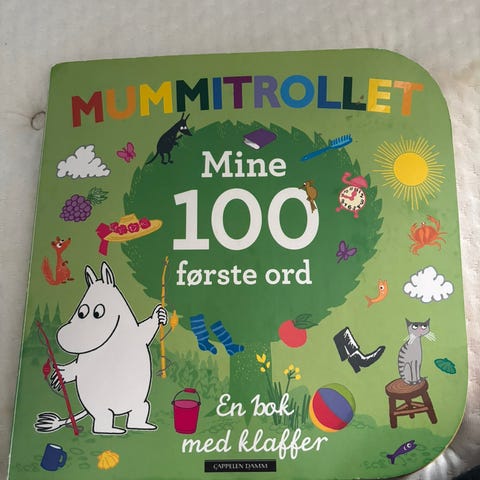 MUMMITROLLET
Mine
100
første ord
En bok
med klaffer
CAPPELEN DAMM